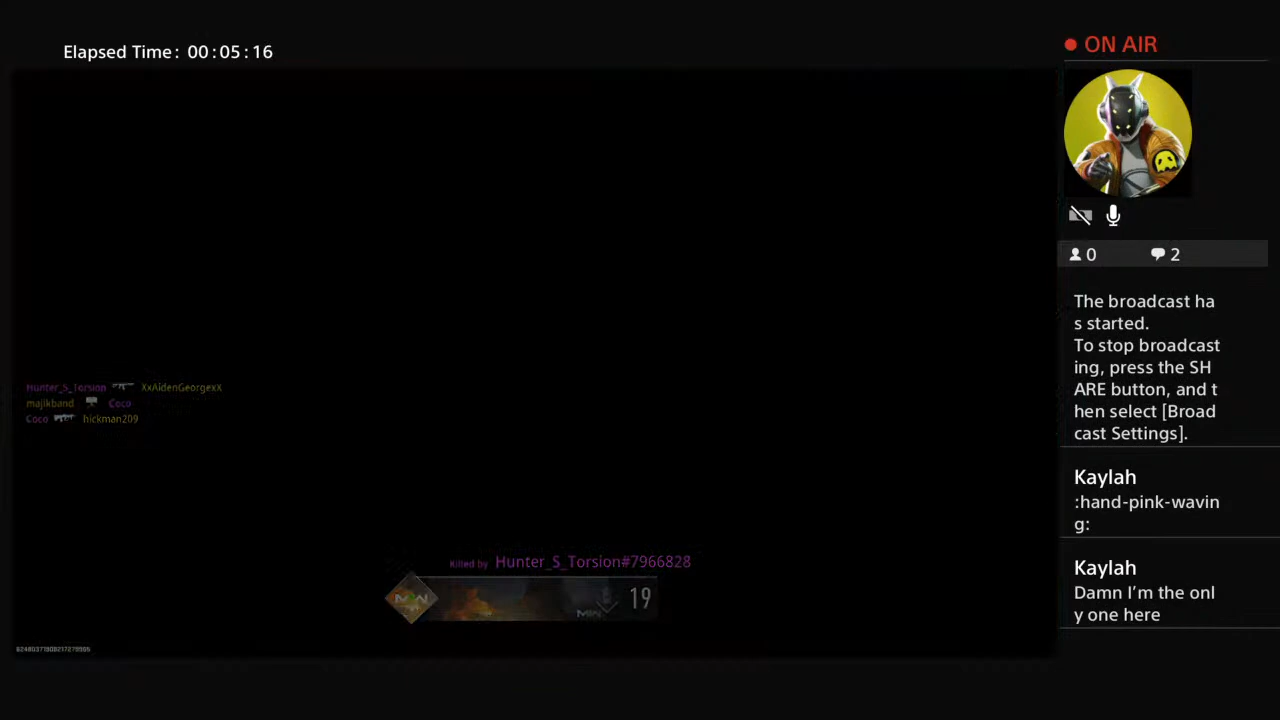 Elapsed Time: 00:05:16
ON AIR
0 2
The broadcast ha
s started.
To stop broadcast
ing, press the SH
ARE button, and t
hen select [Broad
cast Settings].
Kaylah
:hand-pink-wavin
g:
Kaylah
Damn I'm the onl
y one here
Hunter_S_Torsion XxAidenGeorgexX
majikband Coco
Coco hickman209
Killed by Hunter_S_Torsion#7966828
19